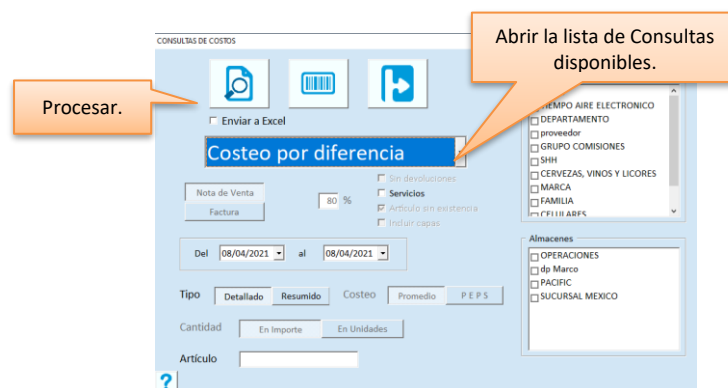 Abrir la lista de Consultas
disponibles.
CONSULTAS DE COSTOS
Procesar.
Enviar a Excel
Costeo por diferencia
TIEMPO AIRE ELECTRONICO
DEPARTAMENTO
proveedor
GRUPO COMISIONES
SHH
CERVEZAS, VINOS Y LICORES
MARCA
FAMILIA
CELULARES
Nota de Venta
Factura
80 %
Sin devoluciones
Servicios
Artículo sin existencia
Incluir capas
Del 08/04/2021 al 08/04/2021
Almacenes
OPERACIONES
dp Marco
PACIFIC
SUCURSAL MEXICO
Tipo Detallado Resumido Costeo Promedio P E P S
Cantidad En Importe En Unidades
Artículo
?